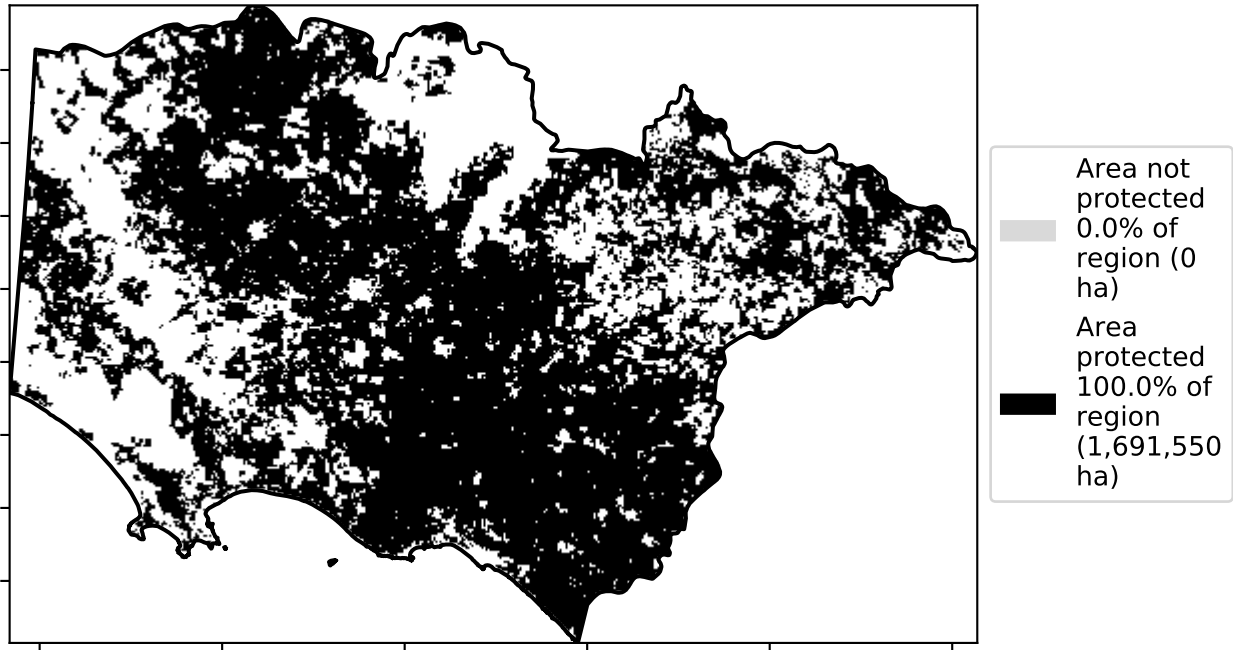 Area not
protected
0.0% of
region (0
ha)
Area
protected
100.0% of
region
(1,691,550
ha)